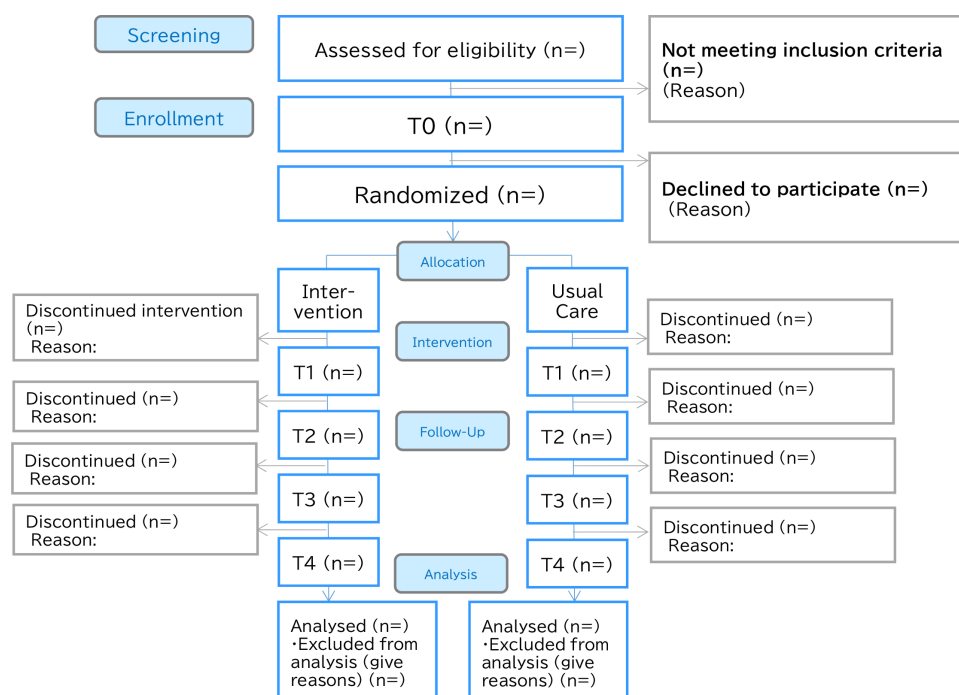 Screening
Assessed for eligibility (n=)
Not meeting inclusion criteria
(n=)
(Reason)
Enrollment
T0 (n=)
Randomized (n=)
Declined to participate (n=)
(Reason)
Allocation
Inter-
vention
Usual
Care
Discontinued intervention
(n=)
Reason:
Intervention
Discontinued (n=)
Reason:
T1 (n=)
T1 (n=)
Discontinued (n=)
Reason:
Discontinued (n=)
Reason:
T2 (n=)
Follow-Up
T2 (n=)
Discontinued (n=)
Reason:
Discontinued (n=)
Reason:
T3 (n=)
T3 (n=)
Discontinued (n=)
Reason:
Discontinued (n=)
Reason:
T4 (n=)
Analysis
T4 (n=)
Analysed (n=)
・Excluded from
analysis (give
reasons) (n=)
Analysed (n=)
・Excluded from
analysis (give
reasons) (n=)